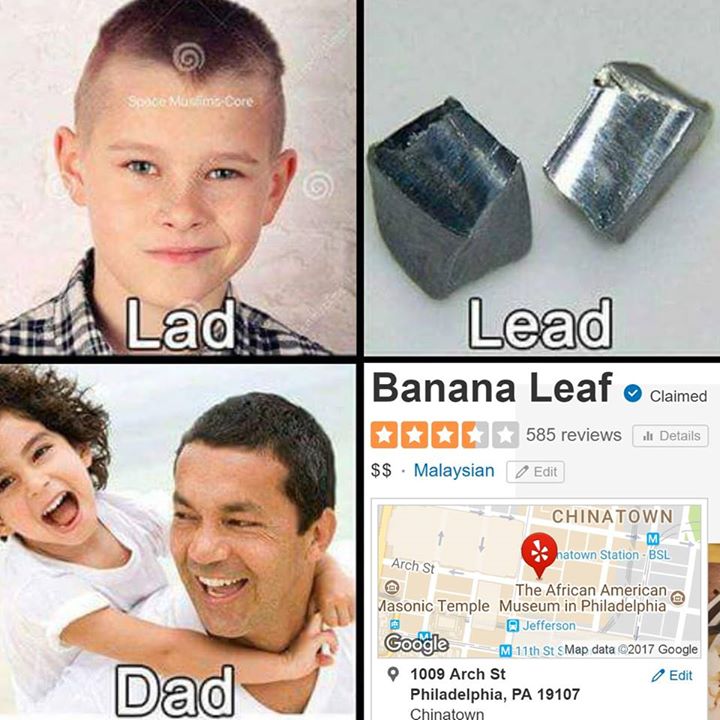 Space Muslims-Core
Lad
Lead
Dad
Banana Leaf
Claimed
585 reviews
Details
$$ · Malaysian
Edit
CHINATOWN
M
natown Station - BSL
Arch St
The African American
Masonic Temple
Museum in Philadelphia
Jefferson
M
11th St S
Google
Map data ©2017 Google
1009 Arch St
Edit
Philadelphia, PA 19107
Chinatown